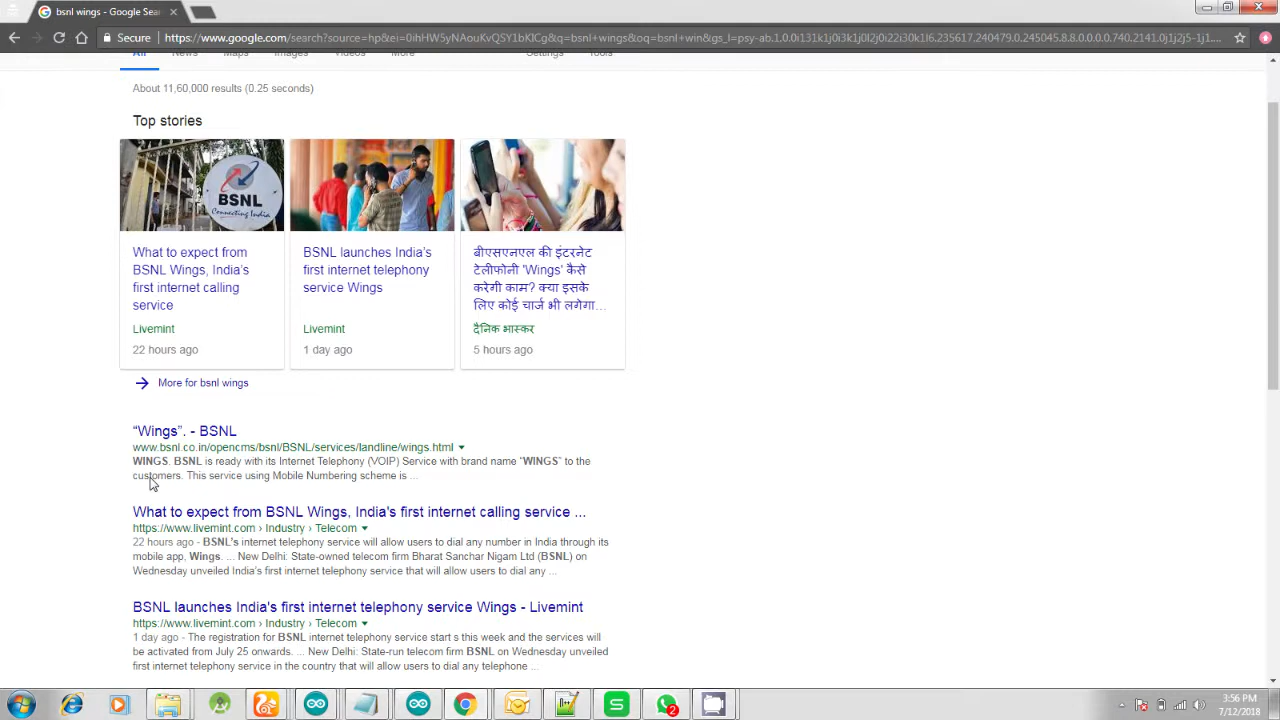 bsnl wings - Google Sea
Secure
https://www.google.com/search?source=hp&ei=0ihHW5yNAouKvQSY1bKICg&q=bsnl+wings&oq=bsnl+win&gs_l=psy-ab.1.0.0i131k1j0i3k1j0l2j0i22i30k1l6.235617.240479.0.245045.8.8.0.0.0.0.740.2141.0j1j2j5-1j1....
All News Maps Images Videos More Settings Tools
About 11,60,000 results (0.25 seconds)
Top stories
BSNL
Connecting India
What to expect from
BSNL Wings, India's
first internet calling
service
Livemint
22 hours ago
BSNL launches India's
first internet telephony
service Wings
Livemint
1 day ago
बीएसएनएल की इंटरनेट
टेलीफोनी 'Wings' कैसे
करेगी काम? क्या इसके
लिए कोई चार्ज भी लगेगा...
दैनिक भास्कर
5 hours ago
More for bsnl wings
“Wings”. - BSNL
www.bsnl.co.in/opencms/bsnl/BSNL/services/landline/wings.html
WINGS. BSNL is ready with its Internet Telephony (VOIP) Service with brand name “WINGS” to the
customers. This service using Mobile Numbering scheme is ...
What to expect from BSNL Wings, India's first internet calling service ...
https://www.livemint.com › Industry › Telecom
22 hours ago - BSNL's internet telephony service will allow users to dial any number in India through its
mobile app, Wings. ... New Delhi: State-owned telecom firm Bharat Sanchar Nigam Ltd (BSNL) on
Wednesday unveiled India's first internet telephony service that will allow users to dial any ...
BSNL launches India's first internet telephony service Wings - Livemint
https://www.livemint.com › Industry › Telecom
1 day ago - The registration for BSNL internet telephony service start s this week and the services will
be activated from July 25 onwards. ... New Delhi: State-run telecom firm BSNL on Wednesday unveiled
first internet telephony service in the country that will allow users to dial any telephone ...
S
2
3:56 PM
7/12/2018